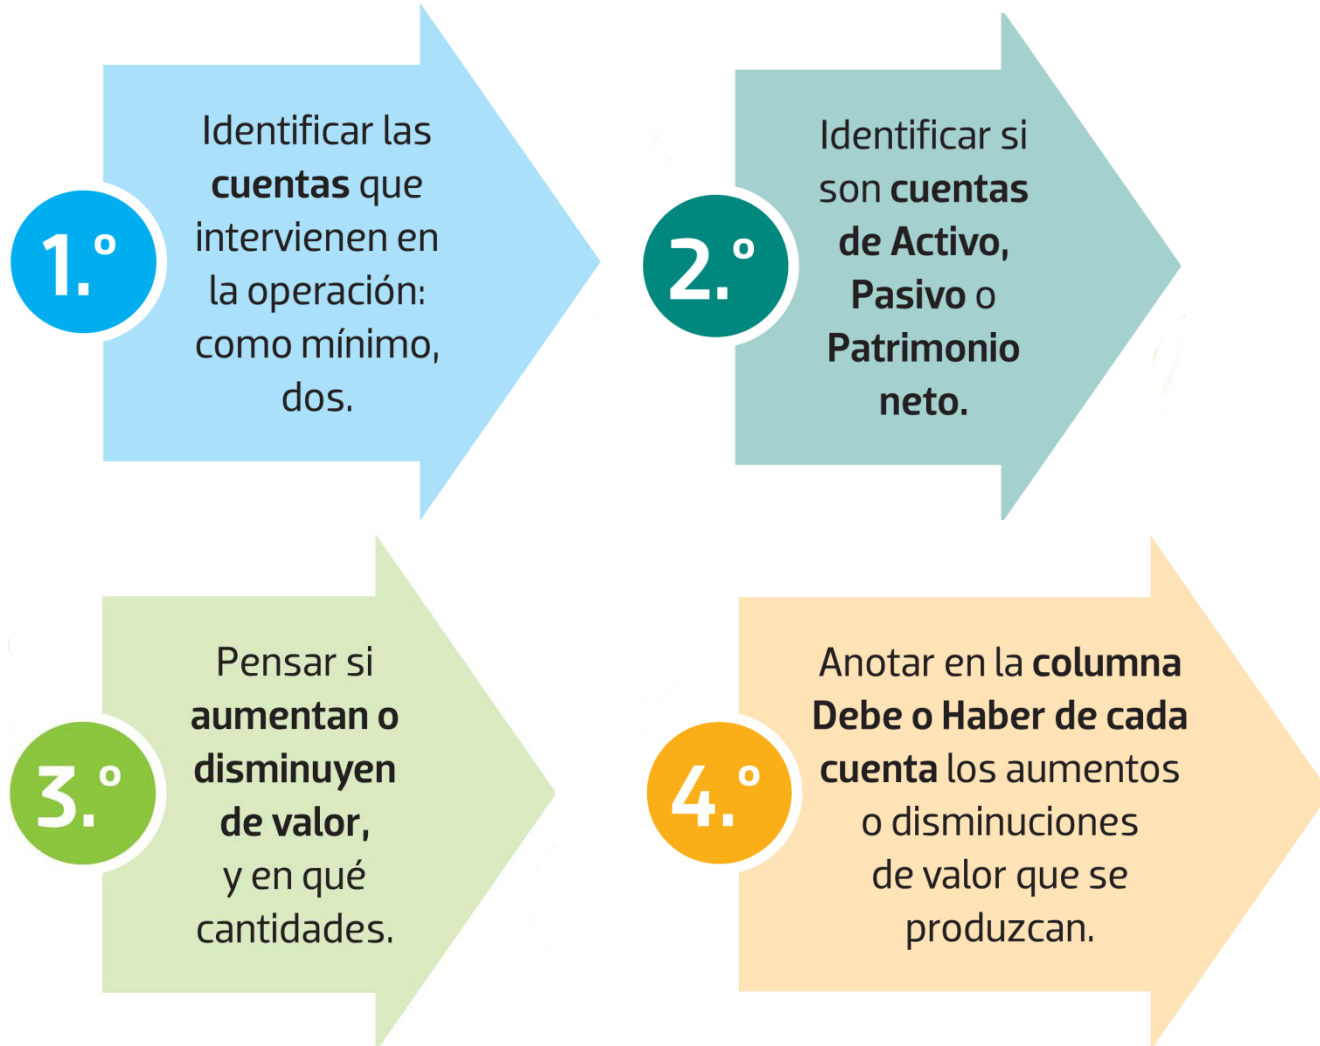 1.º
Identificar las
cuentas que
intervienen en
la operación:
como mínimo,
dos.
2.º
Identificar si
son cuentas
de Activo,
Pasivo o
Patrimonio
neto.
3.º
Pensar si
aumentan o
disminuyen
de valor,
y en qué
cantidades.
4.º
Anotar en la columna
Debe o Haber de cada
cuenta los aumentos
o disminuciones
de valor que se
produzcan.